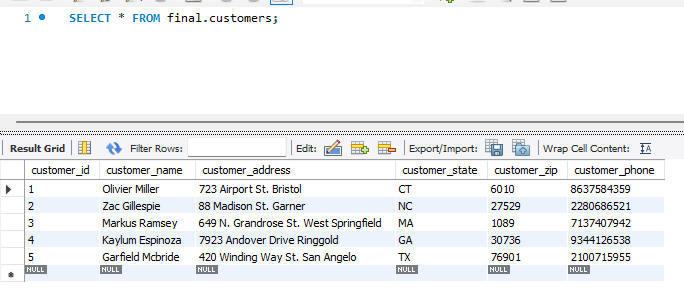 1 SELECT * FROM final.customers;
Result Grid Filter Rows: Edit: Export/Import: Wrap Cell Content:
customer_id customer_name customer_address customer_state customer_zip customer_phone
1 Olivier Miller 723 Airport St. Bristol CT 6010 8637584359
2 Zac Gillespie 88 Madison St. Garner NC 27529 2280686521
3 Markus Ramsey 649 N. Grandrose St. West Springfield MA 1089 7137407942
4 Kaylum Espinoza 7923 Andover Drive Ringgold GA 30736 9344126538
5 Garfield Mcbride 420 Winding Way St. San Angelo TX 76901 2100715955
NULL NULL NULL NULL NULL NULL